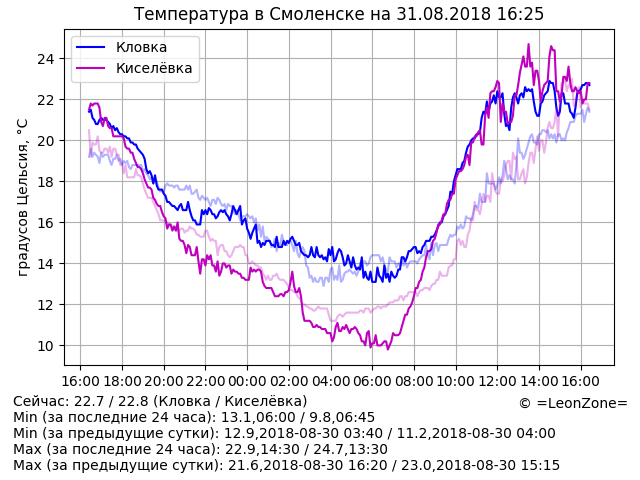 Температура в Смоленске на 31.08.2018 16:25
Кловка
Киселёвка
градусов Цельсия, °C
24
22
20
18
16
14
12
10
16:00 18:00 20:00 22:00 00:00 02:00 04:00 06:00 08:00 10:00 12:00 14:00 16:00
Сейчас: 22.7 / 22.8 (Кловка / Киселёвка)
© =LeonZone=
Min (за последние 24 часа): 13.1,06:00 / 9.8,06:45
Min (за предыдущие сутки): 12.9,2018-08-30 03:40 / 11.2,2018-08-30 04:00
Max (за последние 24 часа): 22.9,14:30 / 24.7,13:30
Max (за предыдущие сутки): 21.6,2018-08-30 16:20 / 23.0,2018-08-30 15:15